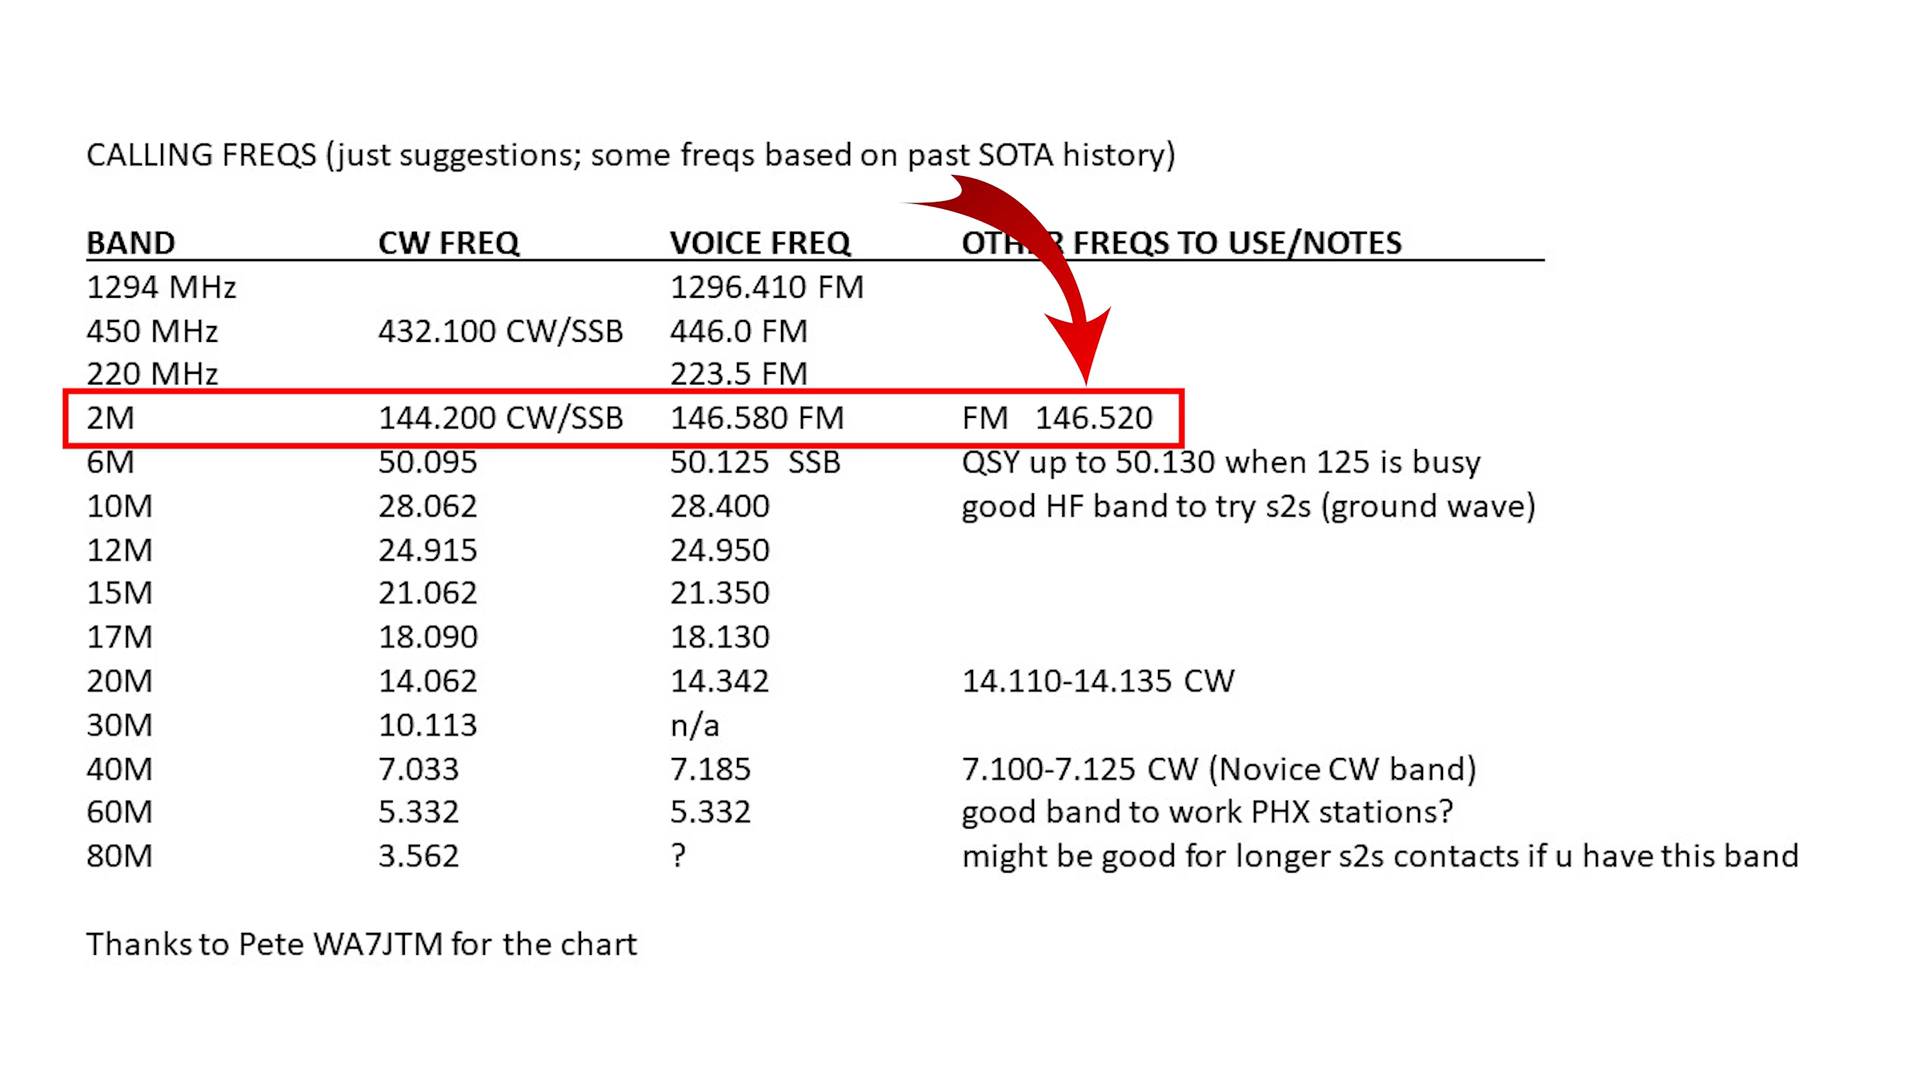 CALLING FREQS (just suggestions; some freqs based on past SOTA history)
BAND CW FREQ VOICE FREQ OTHER FREQS TO USE/NOTES
1294 MHz 1296.410 FM
450 MHz 432.100 CW/SSB 446.0 FM
220 MHz 223.5 FM
2M 144.200 CW/SSB 146.580 FM FM 146.520
6M 50.095 50.125 SSB QSY up to 50.130 when 125 is busy
10M 28.062 28.400 good HF band to try s2s (ground wave)
12M 24.915 24.950
15M 21.062 21.350
17M 18.090 18.130
20M 14.062 14.342 14.110-14.135 CW
30M 10.113 n/a
40M 7.033 7.185 7.100-7.125 CW (Novice CW band)
60M 5.332 5.332 good band to work PHX stations?
80M 3.562 ? might be good for longer s2s contacts if u have this band
Thanks to Pete WA7JTM for the chart